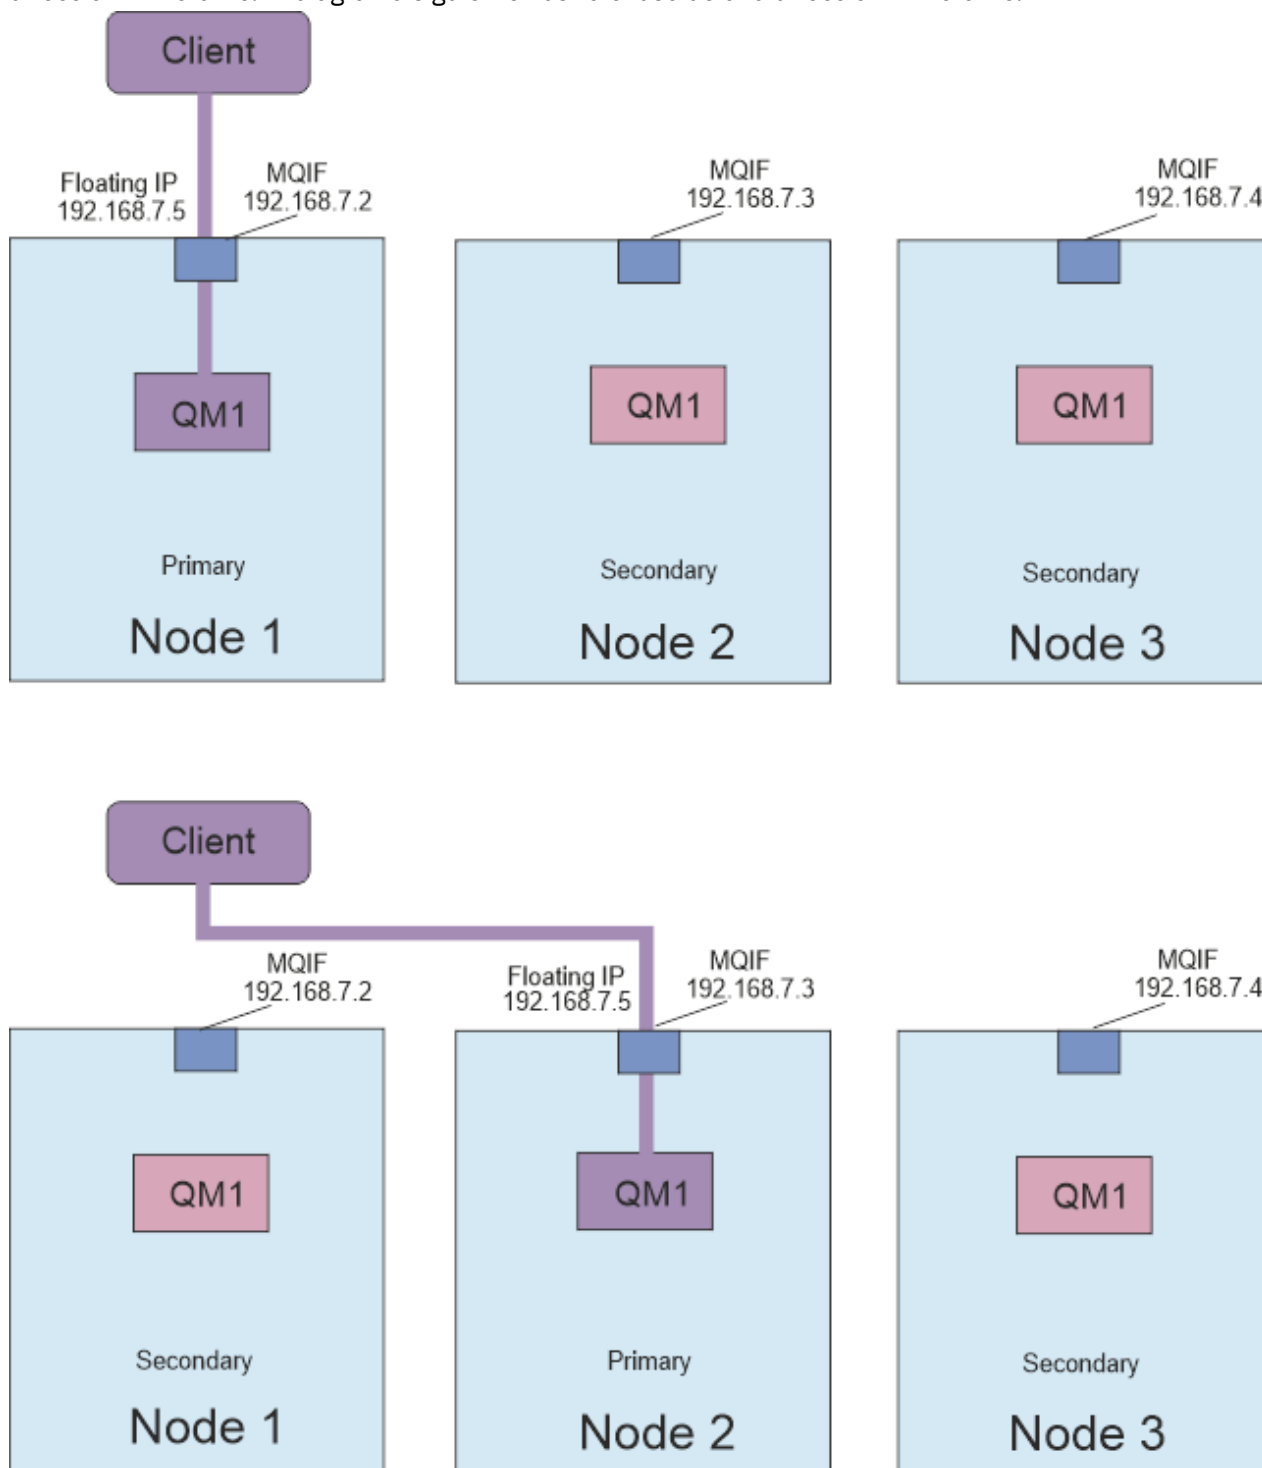 Client
Floating IP
192.168.7.5
MQIF
192.168.7.2
MQIF
192.168.7.3
MQIF
192.168.7.4
QM1
QM1
QM1
Primary
Secondary
Secondary
Node 1
Node 2
Node 3
Client
MQIF
192.168.7.2
Floating IP
192.168.7.5
MQIF
192.168.7.3
MQIF
192.168.7.4
QM1
QM1
QM1
Secondary
Primary
Secondary
Node 1
Node 2
Node 3